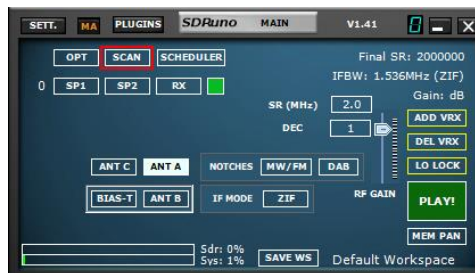 SETT. MA PLUGINS SDRuno MAIN V1.41
OPT SCAN SCHEDULER Final SR: 2000000
IFBW: 1.536MHz (ZIF)
0 SP1 SP2 RX Gain: dB
SR (MHz) 2.0 ADD VRX
DEC 1 DEL VRX
ANT C ANT A NOTCHES MW/FM DAB LO LOCK
BIAS-T ANT B IF MODE ZIF RF GAIN PLAY!
MEM PAN
Sdr: 0%
Sys: 1% SAVE WS Default Workspace